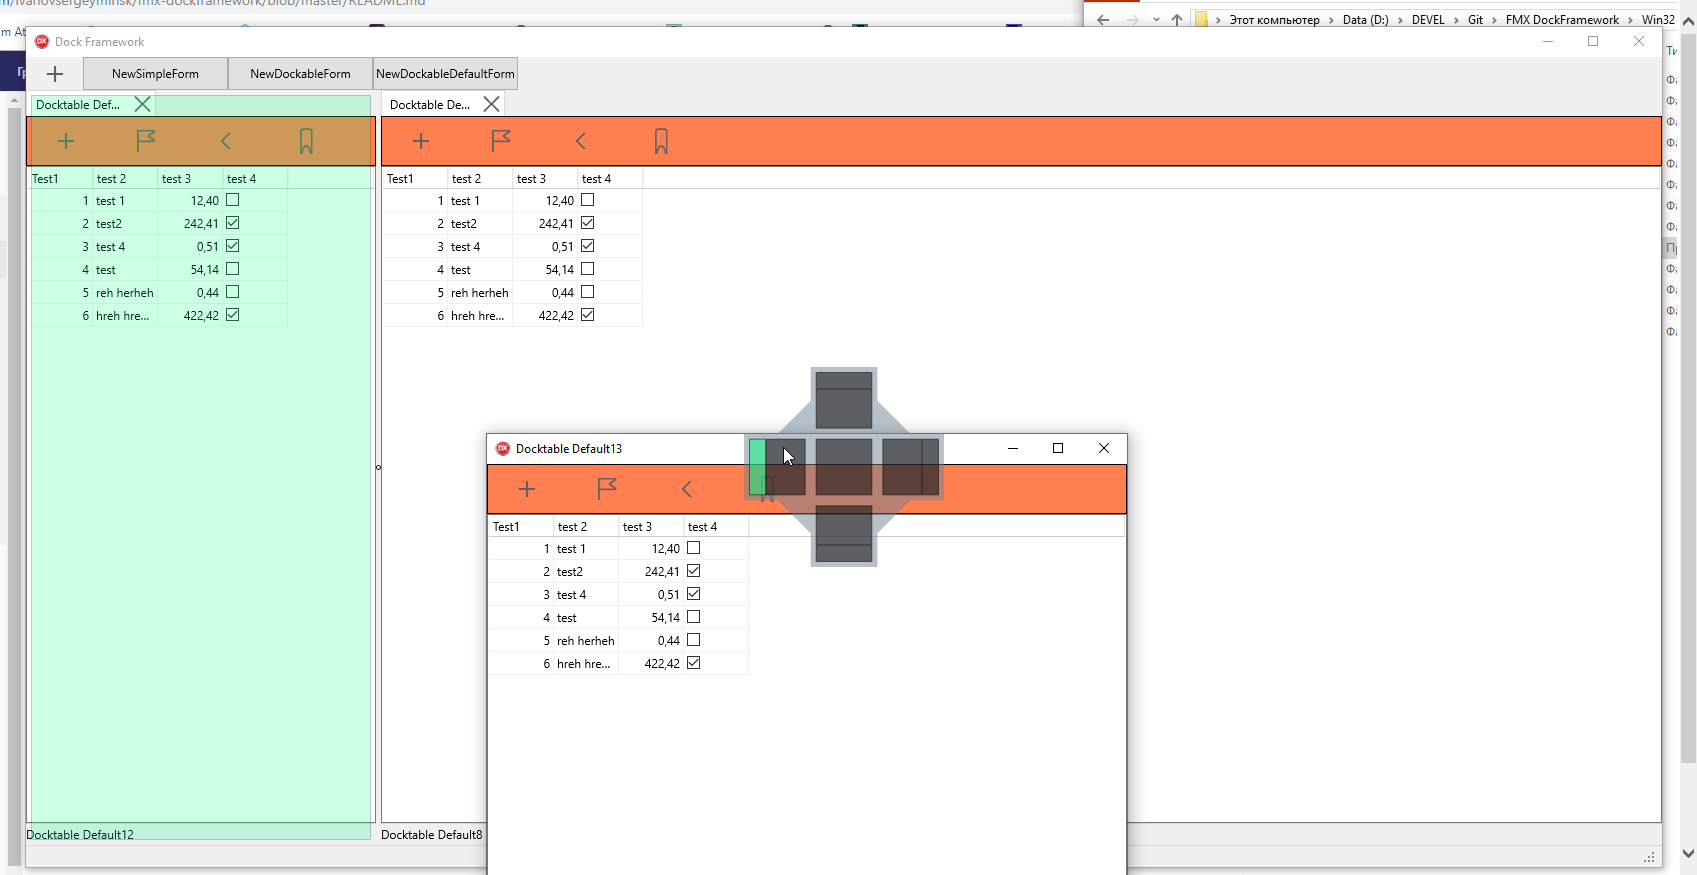 m/ivanovsergeyminsk/fmx-dockframework/blob/master/README.md
m At
Гр
Этот компьютер > Data (D:) > DEVEL > Git > FMX DockFramework > Win32
Dock Framework
NewSimpleForm NewDockableForm NewDockableDefaultForm
Docktable Def...
Test1 test 2 test 3 test 4
1 test 1 12,40
2 test2 242,41
3 test 4 0,51
4 test 54,14
5 reh herheh 0,44
6 hreh hre... 422,42
Docktable Default12
Docktable De...
Test1 test 2 test 3 test 4
1 test 1 12,40
2 test2 242,41
3 test 4 0,51
4 test 54,14
5 reh herheh 0,44
6 hreh hre... 422,42
Docktable Default8
Docktable Default13
Test1 test 2 test 3 test 4
1 test 1 12,40
2 test2 242,41
3 test 4 0,51
4 test 54,14
5 reh herheh 0,44
6 hreh hre... 422,42